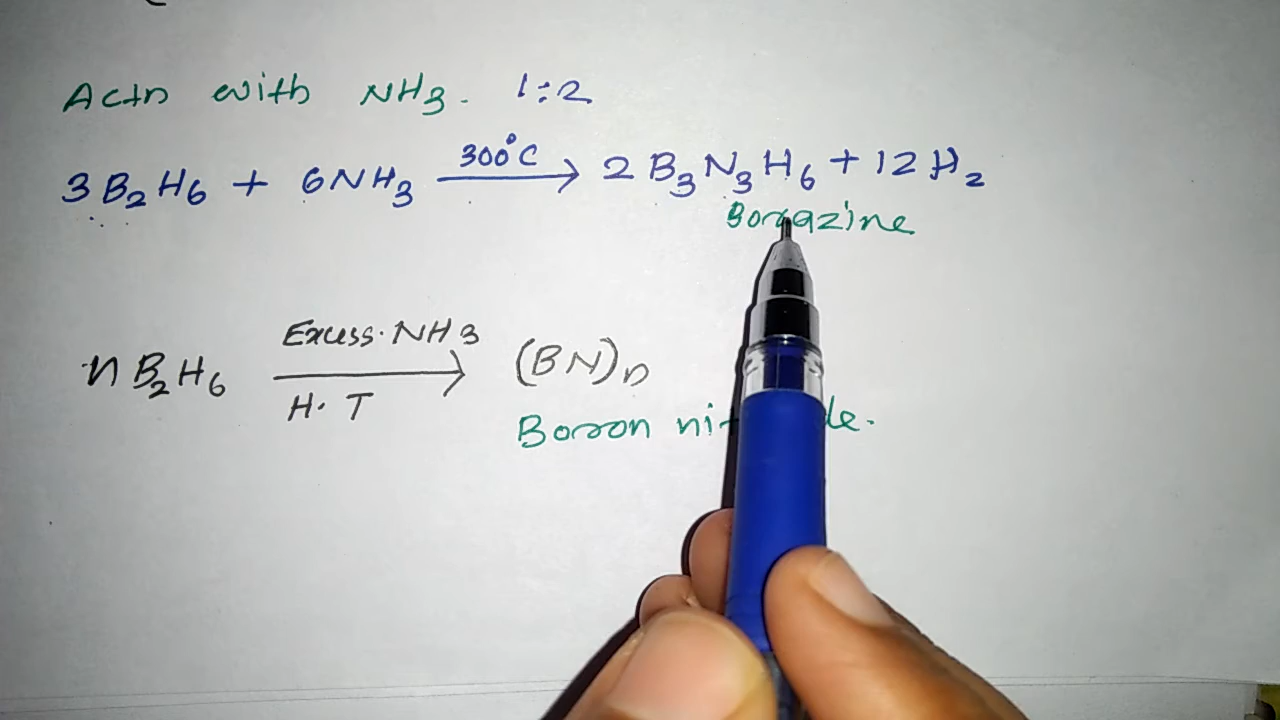 Actn with NH3. 1:2
3B2H6 + 6NH3 300°C → 2B3N3H6 + 12H2
Borazine
nB2H6 Excess. NH3 H.T → (BN)n
Boron